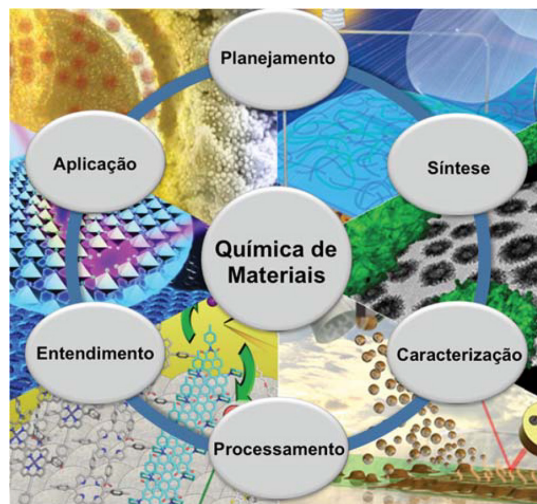 Planejamento
Síntese
Caracterização
Processamento
Entendimento
Aplicação
Química de
Materiais